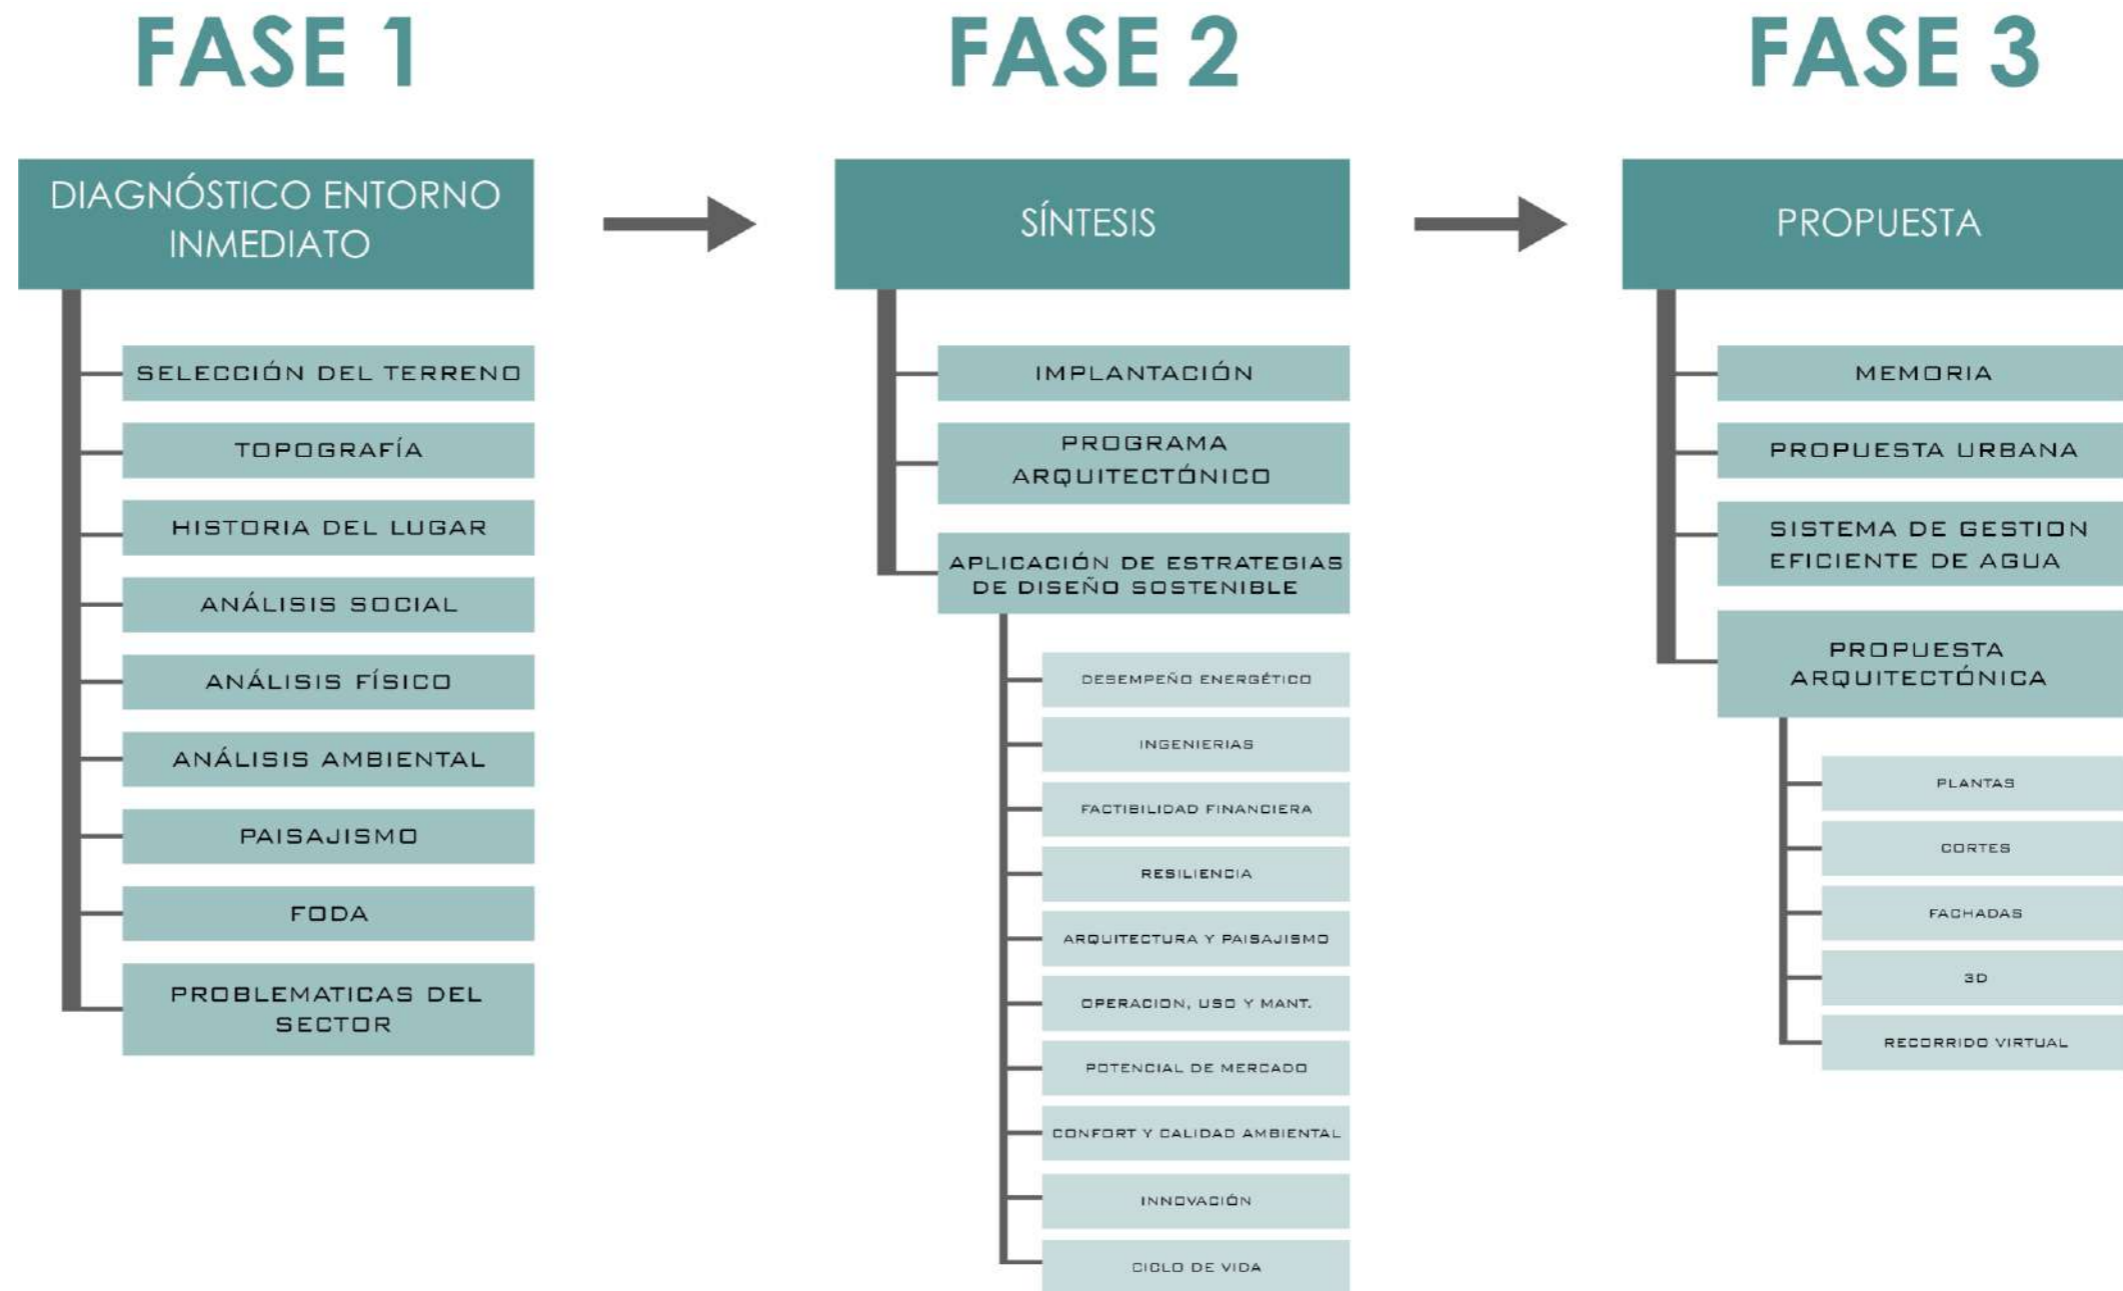 FASE 1
DIAGNÓSTICO ENTORNO
INMEDIATO
SELECCIÓN DEL TERRENO
TOPOGRAFÍA
HISTORIA DEL LUGAR
ANÁLISIS SOCIAL
ANÁLISIS FÍSICO
ANÁLISIS AMBIENTAL
PAISAJISMO
FODA
PROBLEMATICAS DEL
SECTOR
FASE 2
SÍNTESIS
IMPLANTACIÓN
PROGRAMA
ARQUITECTÓNICO
APLICACIÓN DE ESTRATEGIAS
DE DISEÑO SOSTENIBLE
DESEMPEÑO ENERGÉTICO
INGENIERIAS
FACTIBILIDAD FINANCIERA
RESILIENCIA
ARQUITECTURA Y PAISAJISMO
OPERACION, USO Y MANT.
POTENCIAL DE MERCADO
CONFORT Y CALIDAD AMBIENTAL
INNOVACIÓN
CICLO DE VIDA
FASE 3
PROPUESTA
MEMORIA
PROPUESTA URBANA
SISTEMA DE GESTION
EFICIENTE DE AGUA
PROPUESTA
ARQUITECTÓNICA
PLANTAS
CORTES
FACHADAS
3D
RECORRIDO VIRTUAL